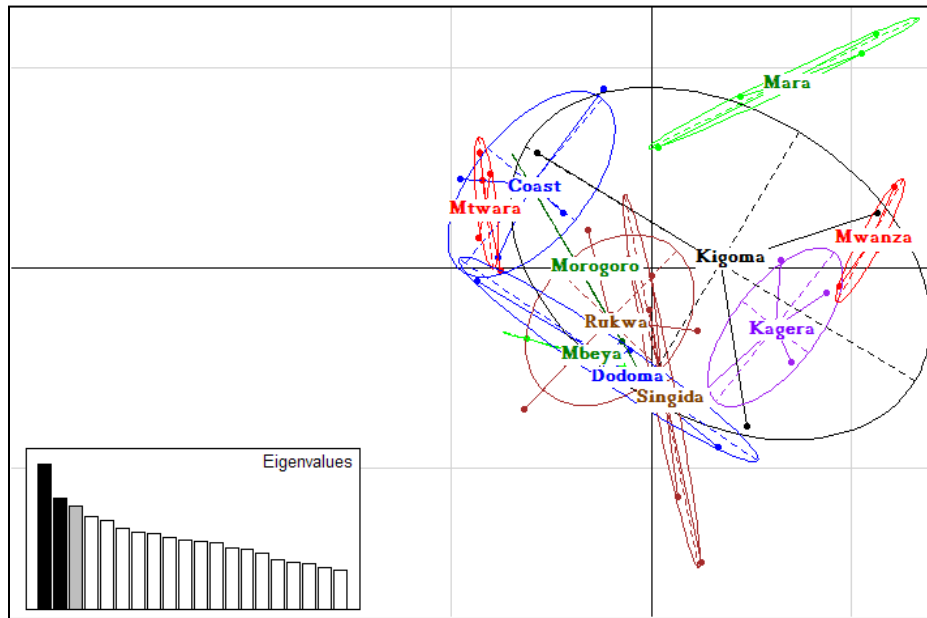 Mara
Coast
Mtwara
Mwanza
Kigoma
Morogoro
Rukwa
Kagera
Mbeya
Dodoma
Singida
Eigenvalues